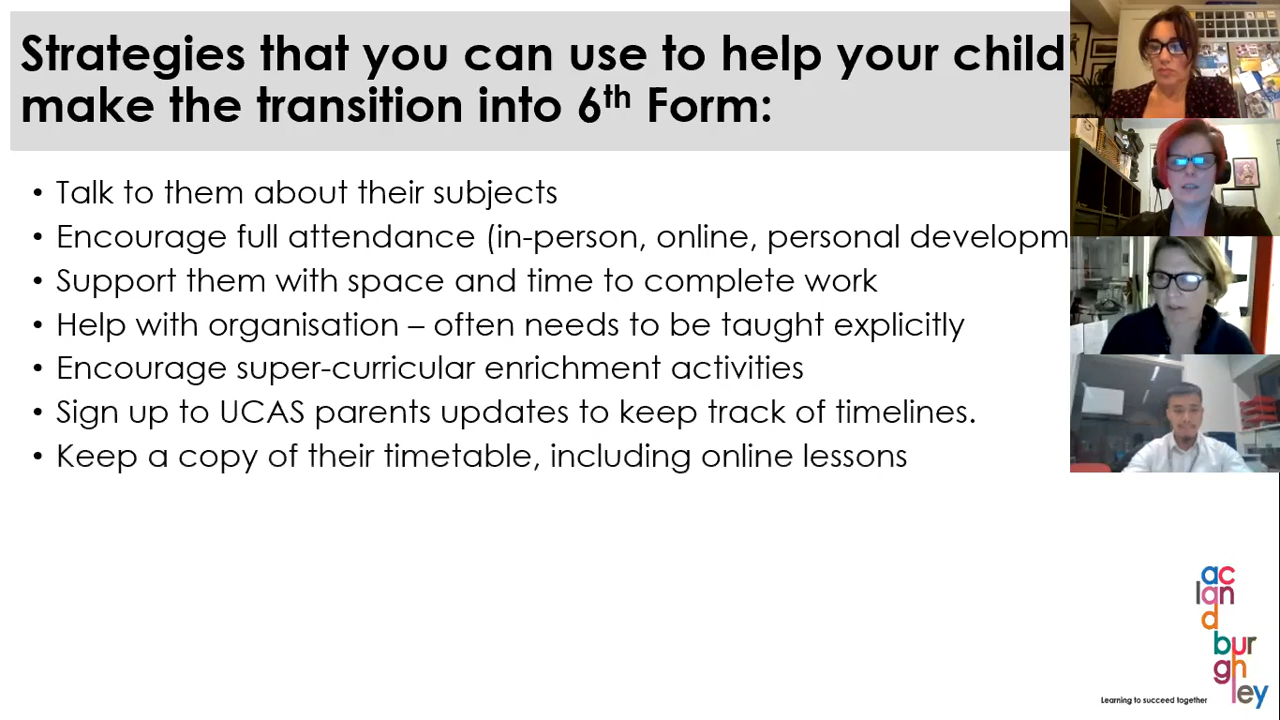 Strategies that you can use to help your child
make the transition into 6th Form:
• Talk to them about their subjects
• Encourage full attendance (in-person, online, personal developm
• Support them with space and time to complete work
• Help with organisation – often needs to be taught explicitly
• Encourage super-curricular enrichment activities
• Sign up to UCAS parents updates to keep track of timelines.
• Keep a copy of their timetable, including online lessons
ac
lan
d
bur
gh
ley
Learning to succeed together